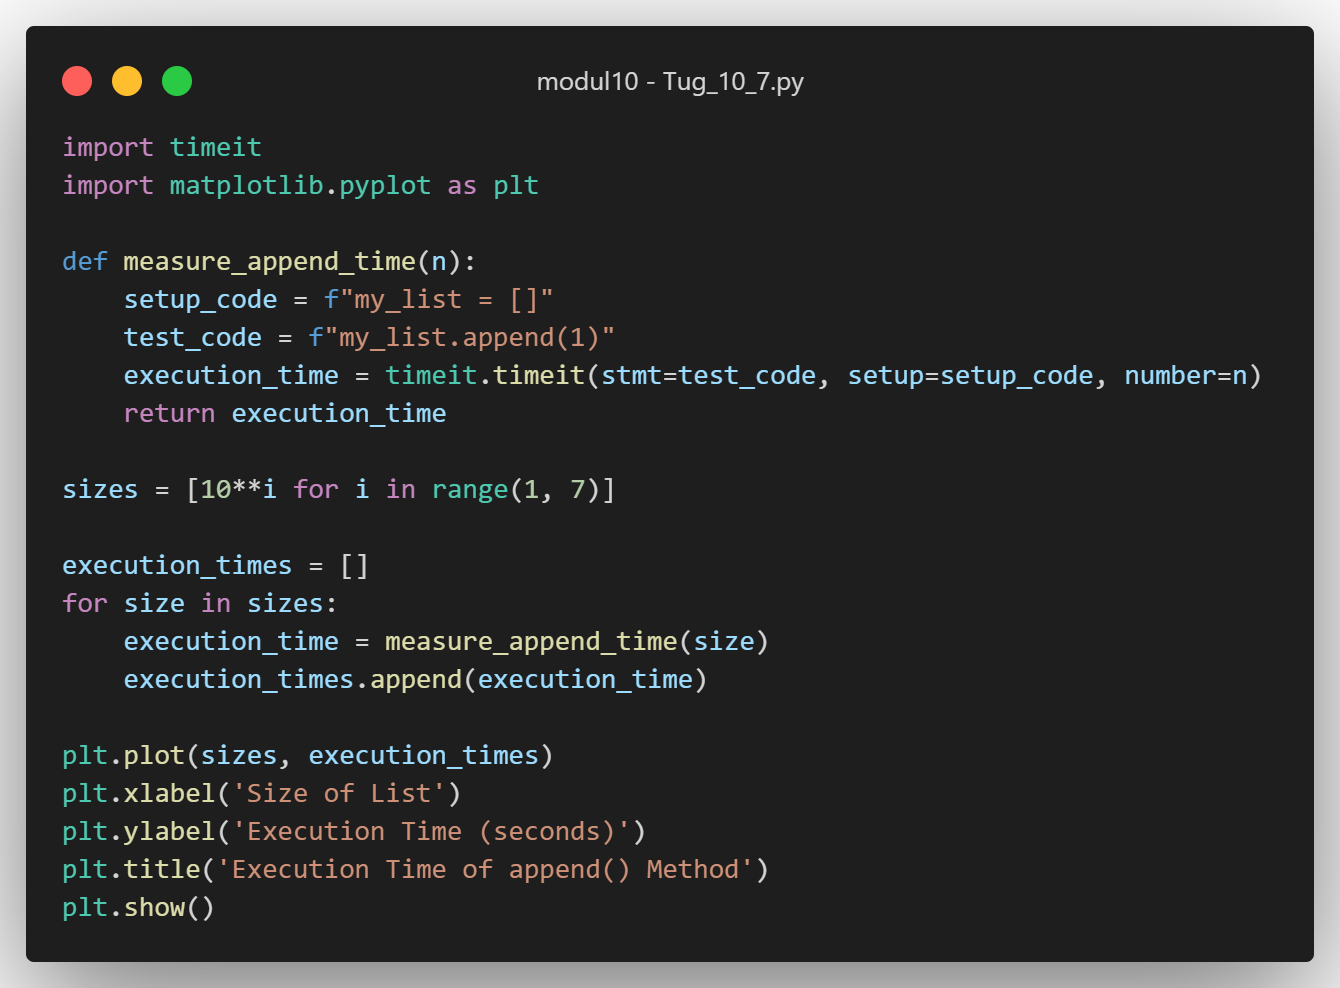 modul10 - Tug_10_7.py
import timeit
import matplotlib.pyplot as plt
def measure_append_time(n):
    setup_code = f"my_list = []"
    test_code = f"my_list.append(1)"
    execution_time = timeit.timeit(stmt=test_code, setup=setup_code, number=n)
    return execution_time
sizes = [10**i for i in range(1, 7)]
execution_times = []
for size in sizes:
    execution_time = measure_append_time(size)
    execution_times.append(execution_time)
plt.plot(sizes, execution_times)
plt.xlabel('Size of List')
plt.ylabel('Execution Time (seconds)')
plt.title('Execution Time of append() Method')
plt.show()